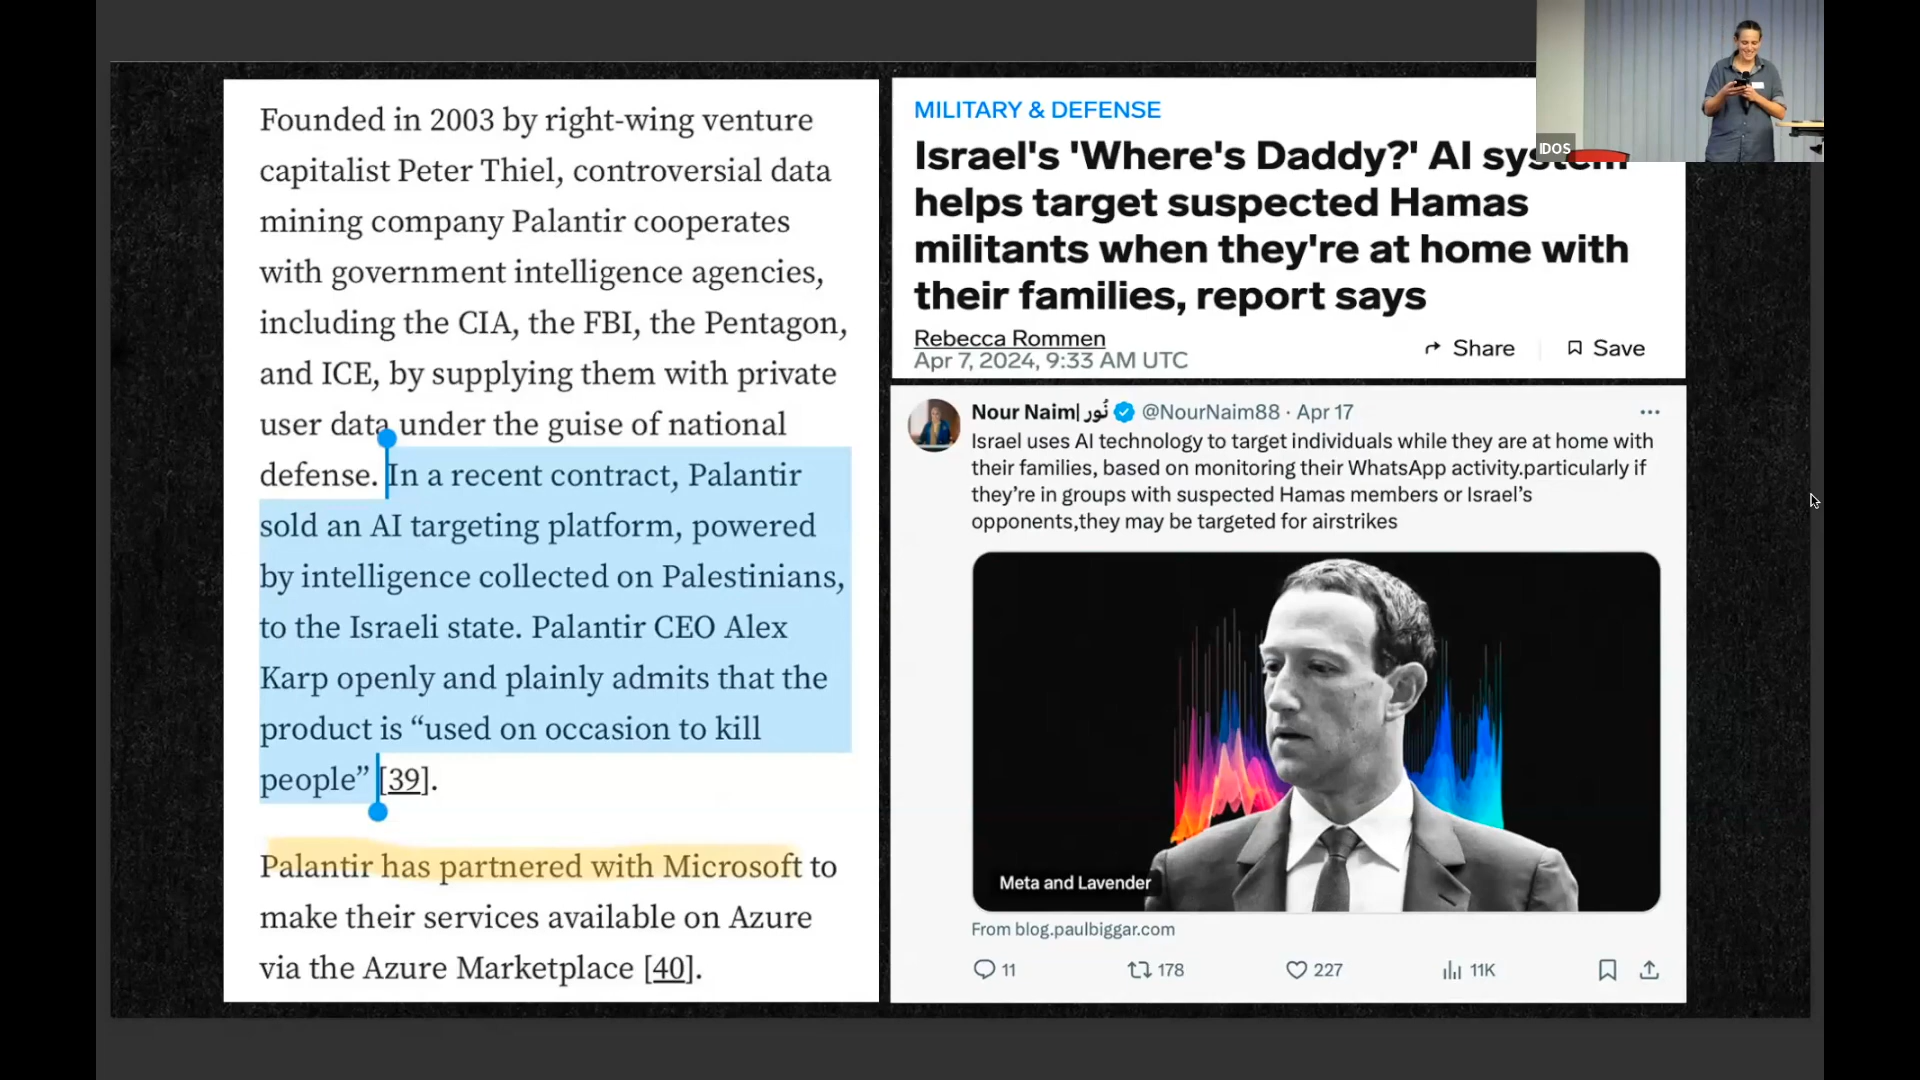 Founded in 2003 by right-wing venture
capitalist Peter Thiel, controversial data
mining company Palantir cooperates
with government intelligence agencies,
including the CIA, the FBI, the Pentagon,
and ICE, by supplying them with private
user data under the guise of national
defense. In a recent contract, Palantir
sold an AI targeting platform, powered
by intelligence collected on Palestinians,
to the Israeli state. Palantir CEO Alex
Karp openly and plainly admits that the
product is “used on occasion to kill
people” [39].
Palantir has partnered with Microsoft to
make their services available on Azure
via the Azure Marketplace [40].
MILITARY & DEFENSE
Israel's 'Where's Daddy?' AI system
helps target suspected Hamas
militants when they're at home with
their families, report says
Rebecca Rommen
Apr 7, 2024, 9:33 AM UTC
Share
Save
Nour Naim| نُور @NourNaim88 · Apr 17
Israel uses AI technology to target individuals while they are at home with
their families, based on monitoring their WhatsApp activity.particularly if
they’re in groups with suspected Hamas members or Israel’s
opponents,they may be targeted for airstrikes
Meta and Lavender
From blog.paulbiggar.com
11 178 227 11K
IDOS